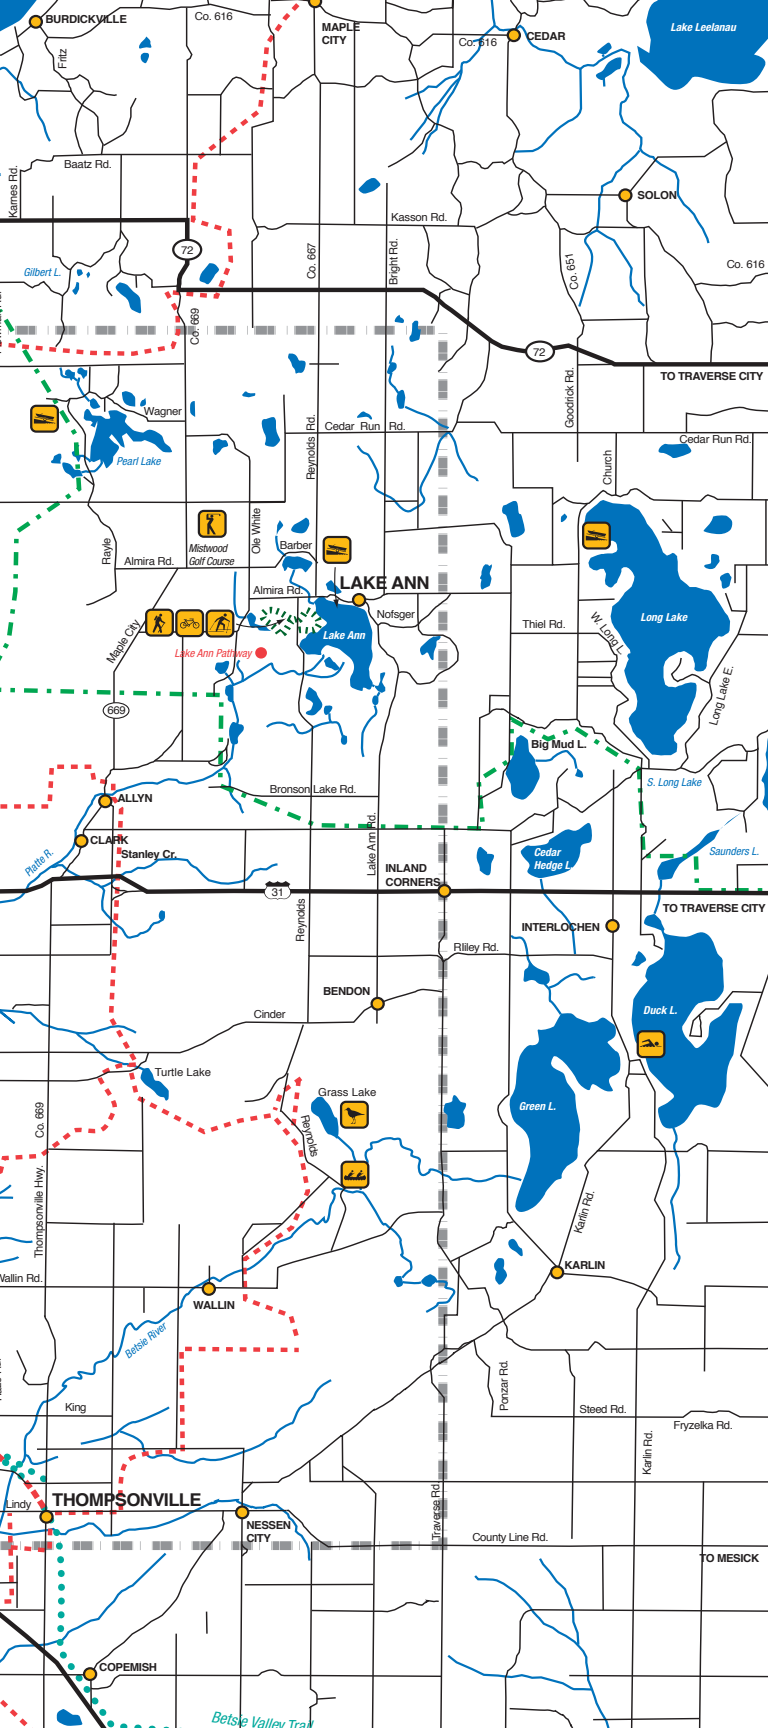 BURDICKVILLE
Co. 616
MAPLE
CITY
Co. 616
CEDAR
Lake Leelanau
Fritz
Baatz Rd.
Karnes Rd.
SOLON
Kasson Rd.
72
Gilbert L.
Co. 667
Bright Rd.
Co. 651
Co. 616
Co. 669
72
TO TRAVERSE CITY
Wagner
Goodrick Rd.
Reynolds Rd.
Cedar Run Rd.
Cedar Run Rd.
Pearl Lake
Church
Mistwood
Golf Course
Ole White
Barber
Rayle
Almira Rd.
Almira Rd.
LAKE ANN
Nofsger
Thiel Rd.
Long Lake
W. Long L.
Maple City
Lake Ann
Lake Ann Pathway
Long Lake E.
669
Big Mud L.
S. Long Lake
Bronson Lake Rd.
ALLYN
CLARK
Stanley Cr.
Platte R.
Lake Ann Rd.
Cedar
Hedge L.
Saunders L.
INLAND
CORNERS
31
TO TRAVERSE CITY
Reynolds
INTERLOCHEN
RIiley Rd.
BENDON
Cinder
Duck L.
Turtle Lake
Grass Lake
Green L.
Co. 669
Reynolds
Thompsonville Hwy.
Karlin Rd.
Wallin Rd.
KARLIN
WALLIN
Betsie River
Ponzar Rd.
King
Steed Rd.
Fryzelka Rd.
Karlin Rd.
Lindy
THOMPSONVILLE
Traverse Rd.
NESSEN
CITY
County Line Rd.
TO MESICK
COPEMISH
Betsie Valley Trail